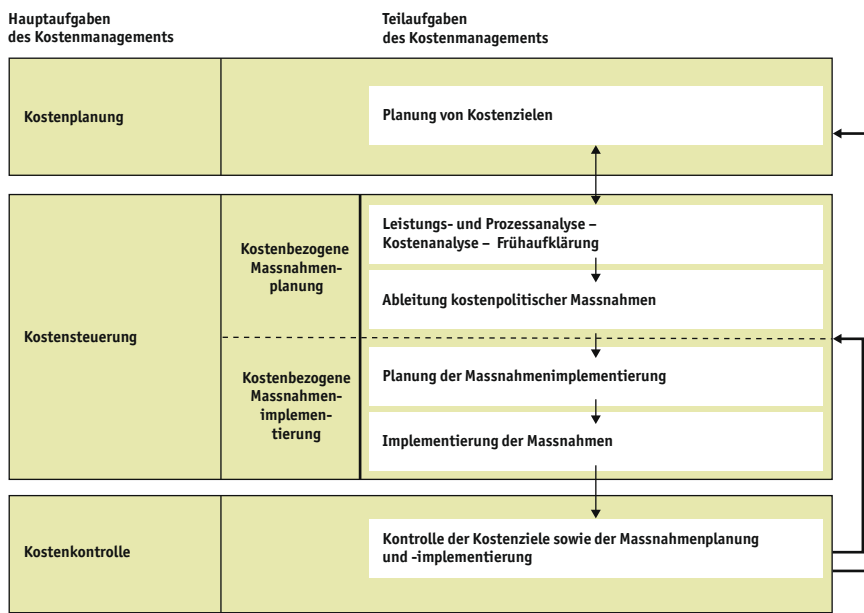 Hauptaufgaben
des Kostenmanagements
Teilaufgaben
des Kostenmanagements
Kostenplanung
Planung von Kostenzielen
Kostensteuerung
Kostenbezogene
Massnahmen-
planung
Leistungs- und Prozessanalyse –
Kostenanalyse – Frühaufklärung
Ableitung kostenpolitischer Massnahmen
Kostenbezogene
Massnahmen-
implemen-
tierung
Planung der Massnahmenimplementierung
Implementierung der Massnahmen
Kostenkontrolle
Kontrolle der Kostenziele sowie der Massnahmenplanung
und -implementierung